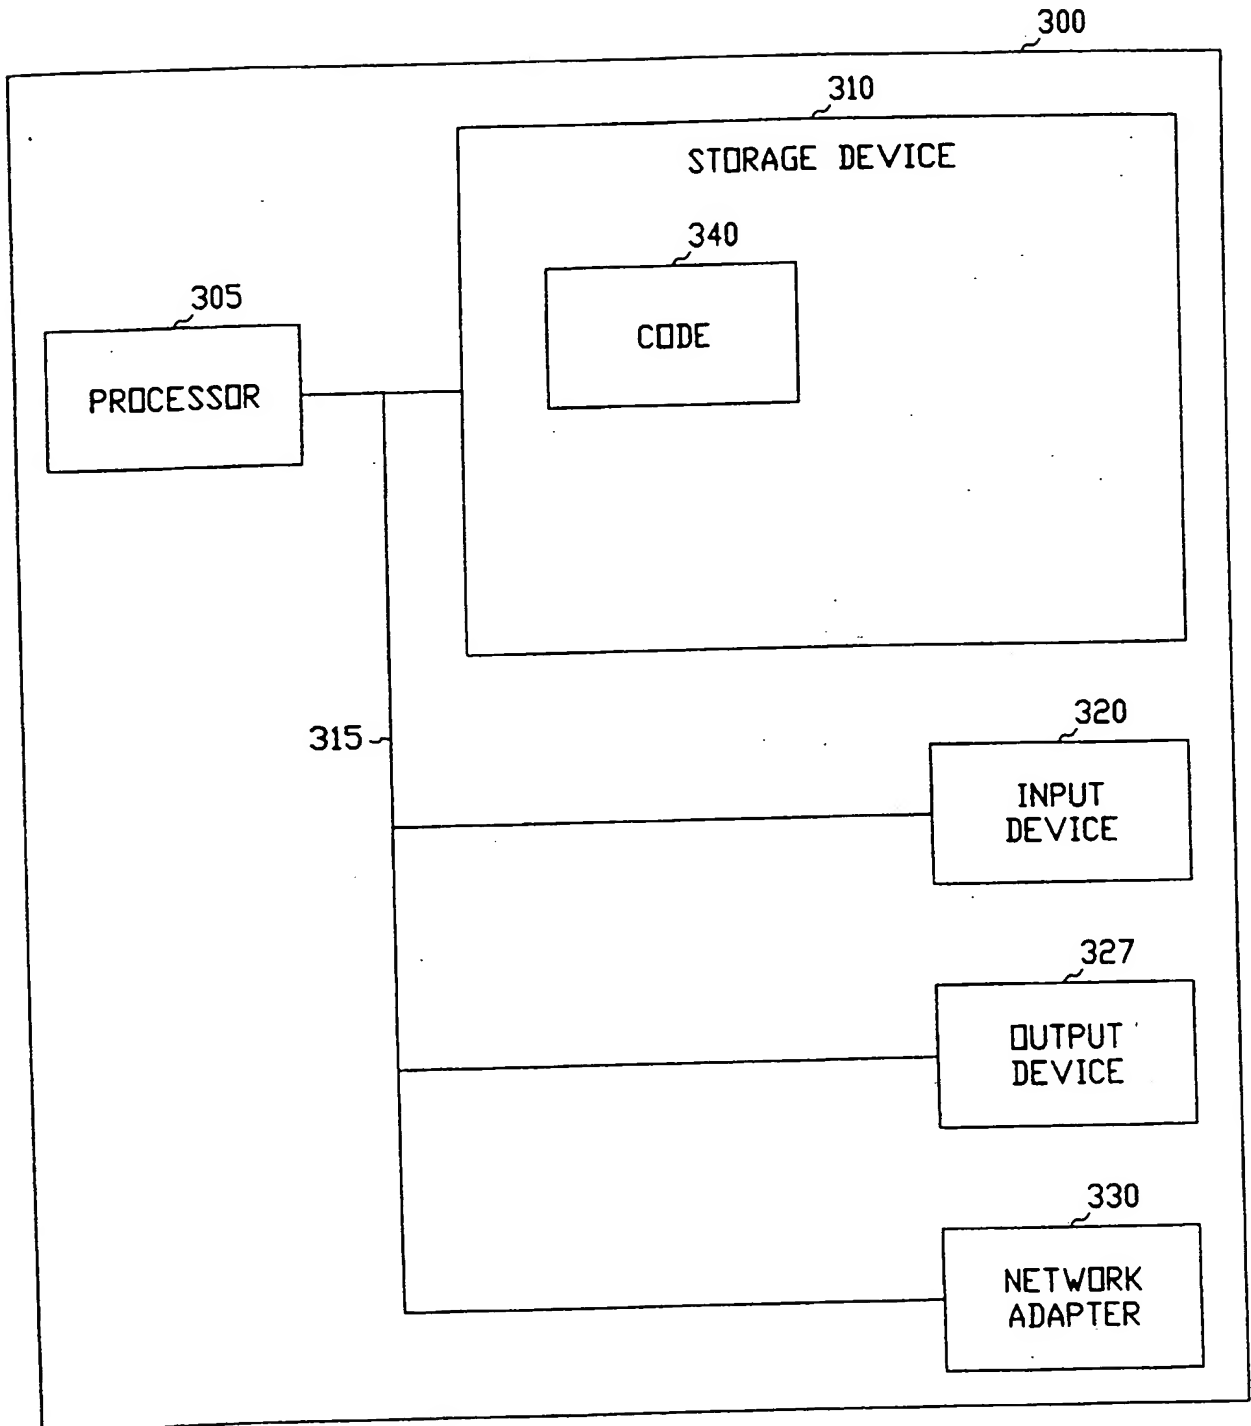 300
310
STORAGE DEVICE
340
CODE
305
PROCESSOR
315
320
INPUT
DEVICE
327
OUTPUT
DEVICE
330
NETWORK
ADAPTER